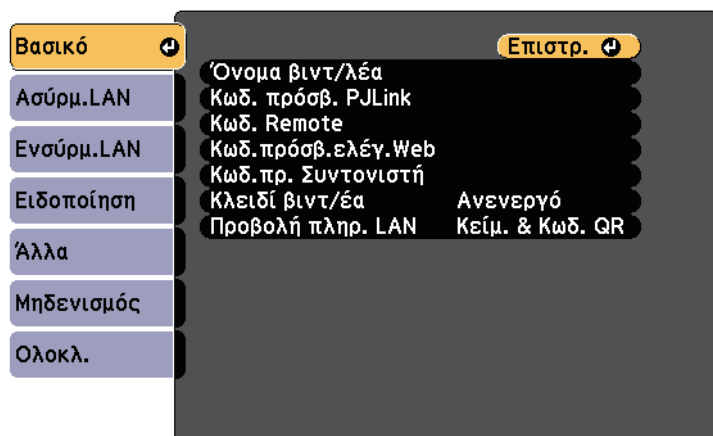 Βασικό
Ασύρμ.LAN
Ενσύρμ.LAN
Ειδοποίηση
Άλλα
Μηδενισμός
Ολοκλ.
Επιστρ.
Όνομα βιντ/λέα
Κωδ. πρόσβ. PJLink
Κωδ. Remote
Κωδ.πρόσβ.ελέγ.Web
Κωδ.πρ. Συντονιστή
Κλειδί βιντ/έα Ανενεργό
Προβολή πληρ. LAN Κείμ. & Κωδ. QR